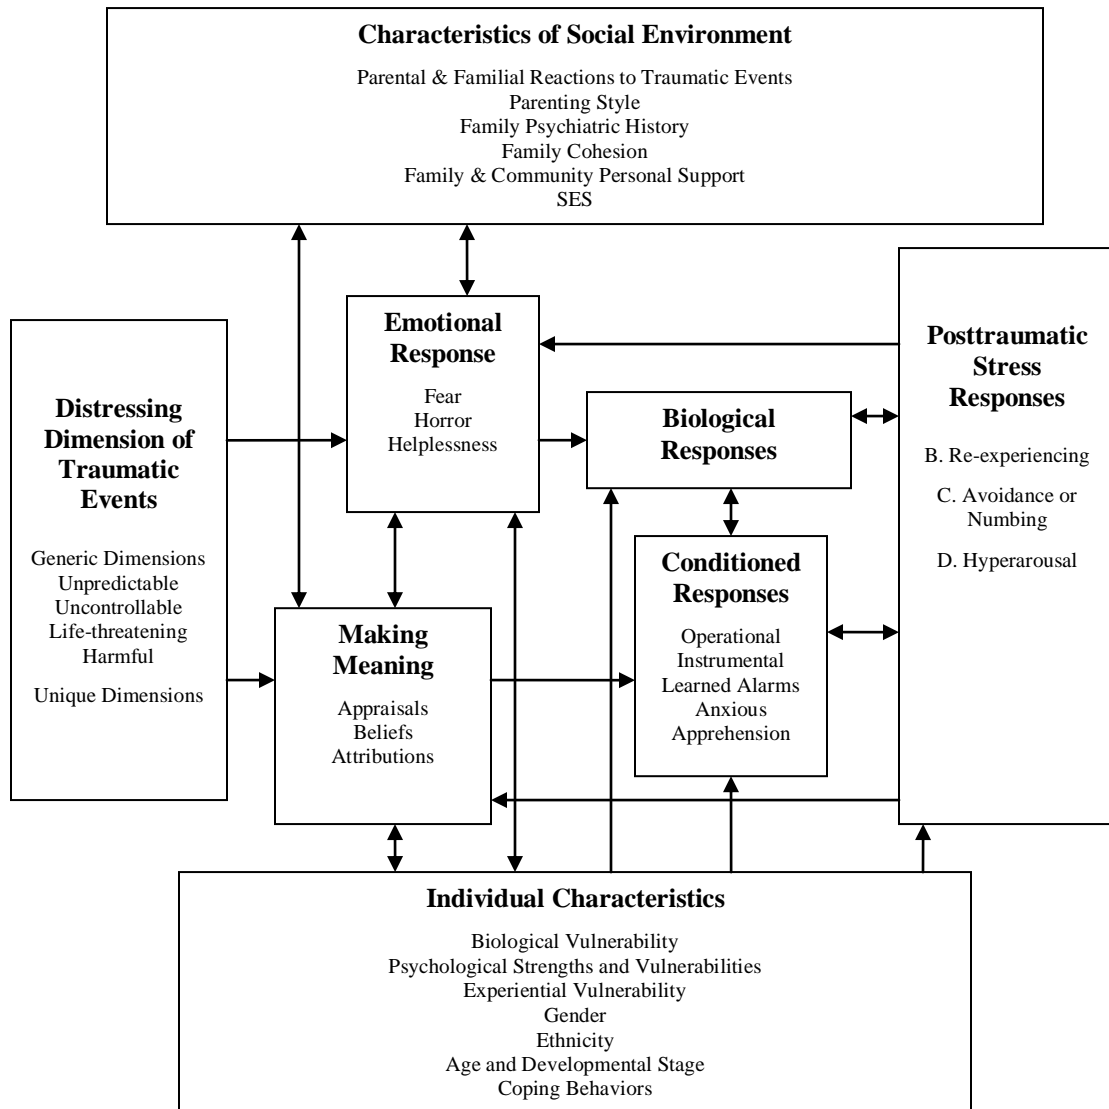 Characteristics of Social Environment
Parental & Familial Reactions to Traumatic Events
Parenting Style
Family Psychiatric History
Family Cohesion
Family & Community Personal Support
SES
Distressing
Dimension of
Traumatic
Events
Generic Dimensions
Unpredictable
Uncontrollable
Life-threatening
Harmful
Unique Dimensions
Emotional
Response
Fear
Horror
Helplessness
Making
Meaning
Appraisals
Beliefs
Attributions
Biological
Responses
Conditioned
Responses
Operational
Instrumental
Learned Alarms
Anxious
Apprehension
Posttraumatic
Stress
Responses
B. Re-experiencing
C. Avoidance or
Numbing
D. Hyperarousal
Individual Characteristics
Biological Vulnerability
Psychological Strengths and Vulnerabilities
Experiential Vulnerability
Gender
Ethnicity
Age and Developmental Stage
Coping Behaviors